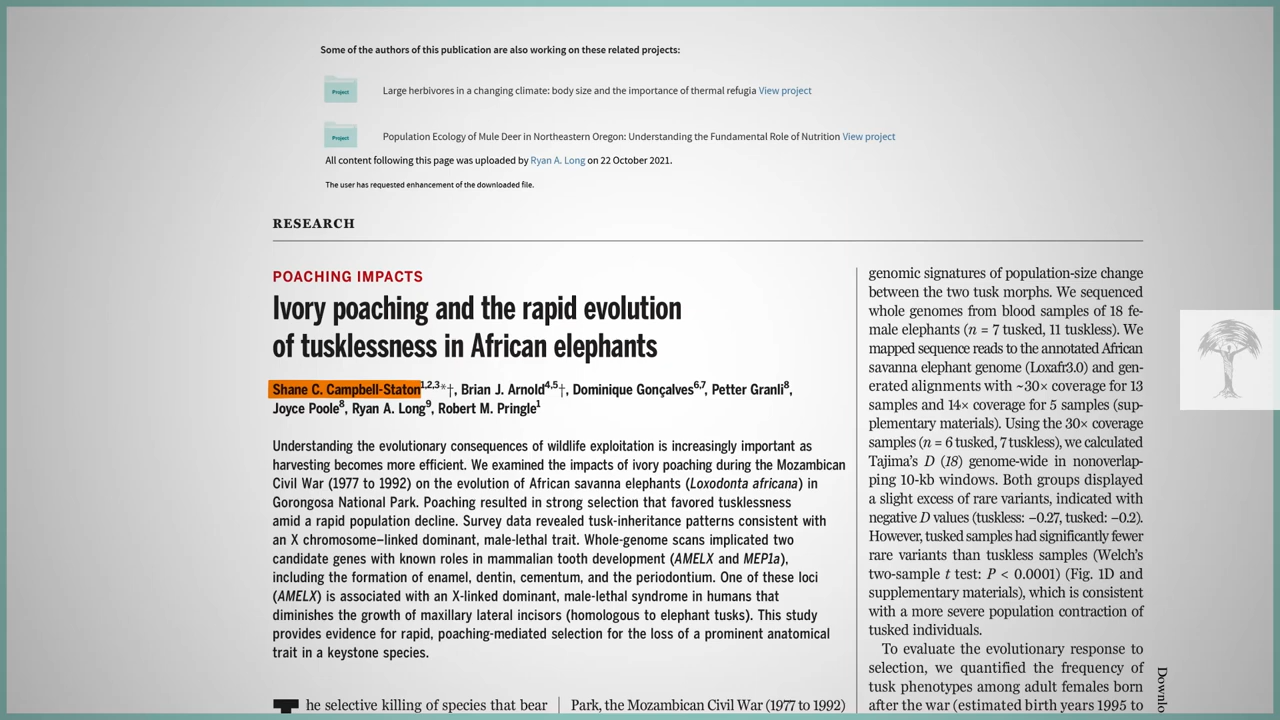 Some of the authors of this publication are also working on these related projects:
Project
Large herbivores in a changing climate: body size and the importance of thermal refugia View project
Project
Population Ecology of Mule Deer in Northeastern Oregon: Understanding the Fundamental Role of Nutrition View project
All content following this page was uploaded by Ryan A. Long on 22 October 2021.
The user has requested enhancement of the downloaded file.
RESEARCH
POACHING IMPACTS
Ivory poaching and the rapid evolution
of tusklessness in African elephants
Shane C. Campbell-Staton1,2,3*†, Brian J. Arnold4,5†, Dominique Gonçalves6,7, Petter Granli8,
Joyce Poole8, Ryan A. Long9, Robert M. Pringle1
Understanding the evolutionary consequences of wildlife exploitation is increasingly important as
harvesting becomes more efficient. We examined the impacts of ivory poaching during the Mozambican
Civil War (1977 to 1992) on the evolution of African savanna elephants (Loxodonta africana) in
Gorongosa National Park. Poaching resulted in strong selection that favored tusklessness
amid a rapid population decline. Survey data revealed tusk-inheritance patterns consistent with
an X chromosome–linked dominant, male-lethal trait. Whole-genome scans implicated two
candidate genes with known roles in mammalian tooth development (AMELX and MEP1a),
including the formation of enamel, dentin, cementum, and the periodontium. One of these loci
(AMELX) is associated with an X-linked dominant, male-lethal syndrome in humans that
diminishes the growth of maxillary lateral incisors (homologous to elephant tusks). This study
provides evidence for rapid, poaching-mediated selection for the loss of a prominent anatomical
trait in a keystone species.
The selective killing of species that bear
Park, the Mozambican Civil War (1977 to 1992)
genomic signatures of population-size change
between the two tusk morphs. We sequenced
whole genomes from blood samples of 18 fe-
male elephants (n = 7 tusked, 11 tuskless). We
mapped sequence reads to the annotated African
savanna elephant genome (Loxafr3.0) and gen-
erated alignments with ~30× coverage for 13
samples and 14× coverage for 5 samples (sup-
plementary materials). Using the 30× coverage
samples (n = 6 tusked, 7 tuskless), we calculated
Tajima's D (18) genome-wide in nonoverlap-
ping 10-kb windows. Both groups displayed
a slight excess of rare variants, indicated with
negative D values (tuskless: −0.27, tusked: −0.2).
However, tusked samples had significantly fewer
rare variants than tuskless samples (Welch's
two-sample t test: P < 0.0001) (Fig. 1D and
supplementary materials), which is consistent
with a more severe population contraction of
tusked individuals.
To evaluate the evolutionary response to
selection, we quantified the frequency of
tusk phenotypes among adult females born
after the war (estimated birth years 1995 to
Downlo